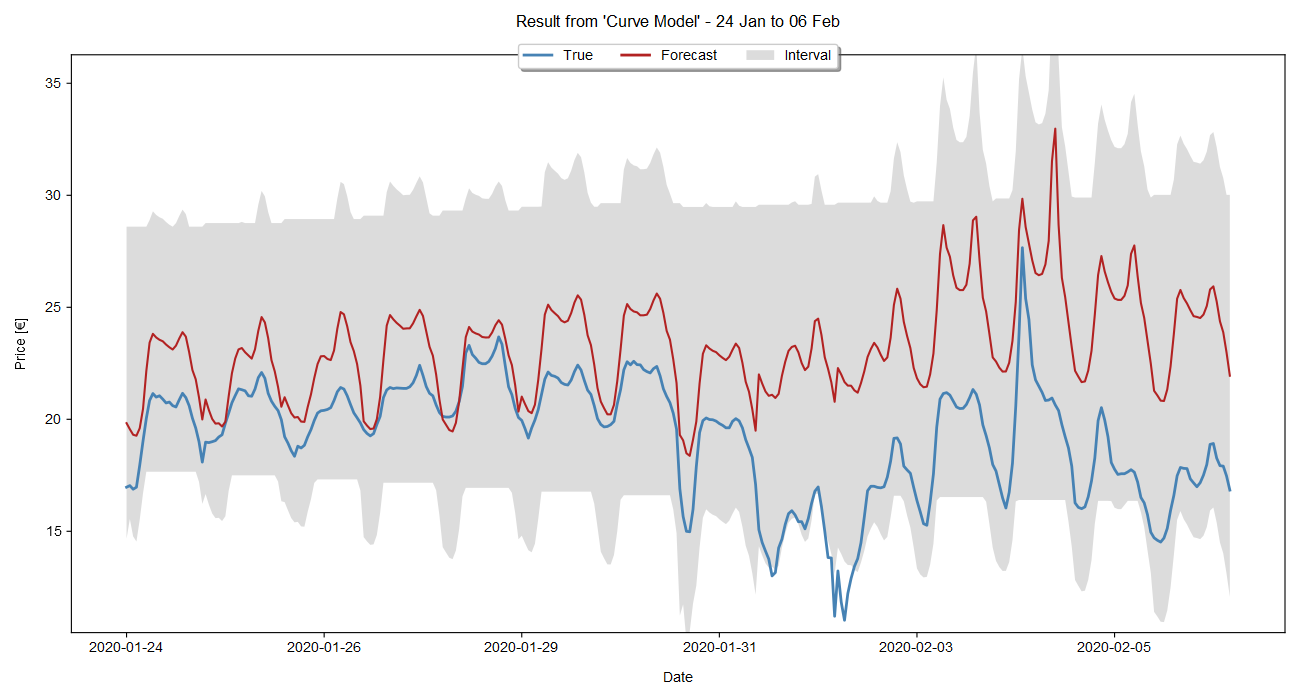 Result from 'Curve Model' - 24 Jan to 06 Feb
True Forecast Interval
35
30
25
20
15
Price [€]
2020-01-24 2020-01-26 2020-01-29 2020-01-31 2020-02-03 2020-02-05
Date